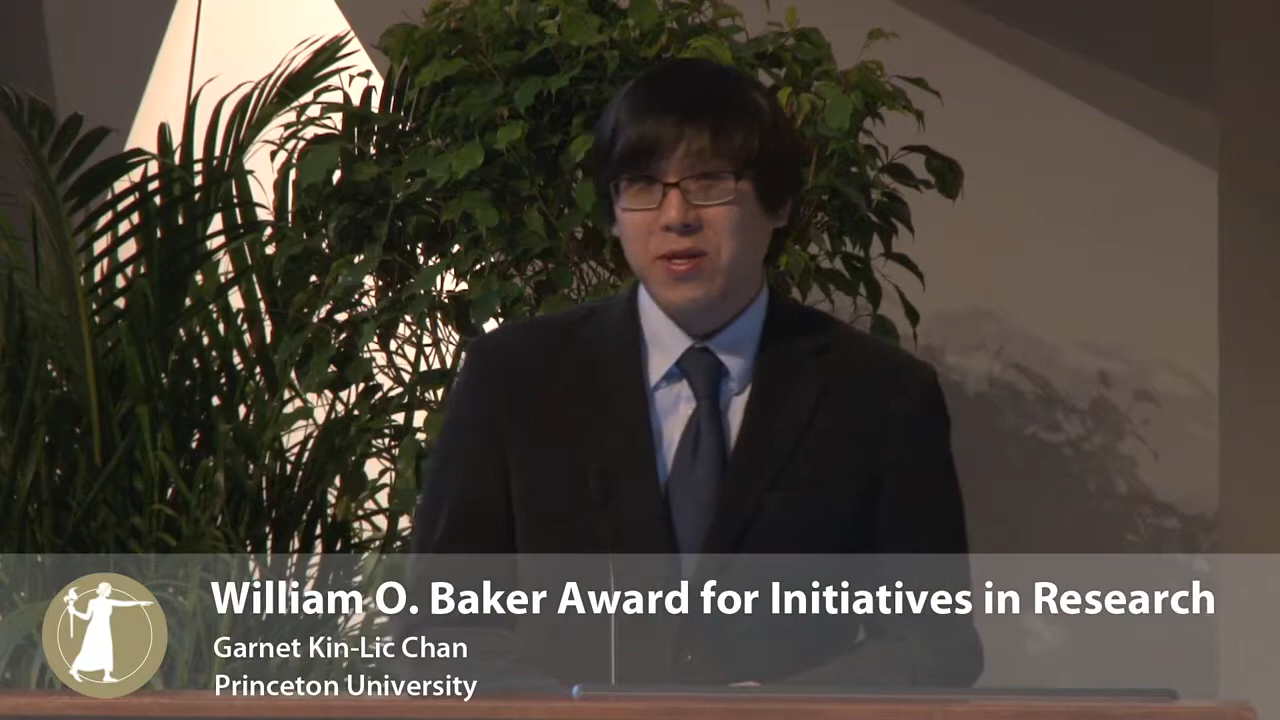 William O. Baker Award for Initiatives in Research
Garnet Kin-Lic Chan
Princeton University